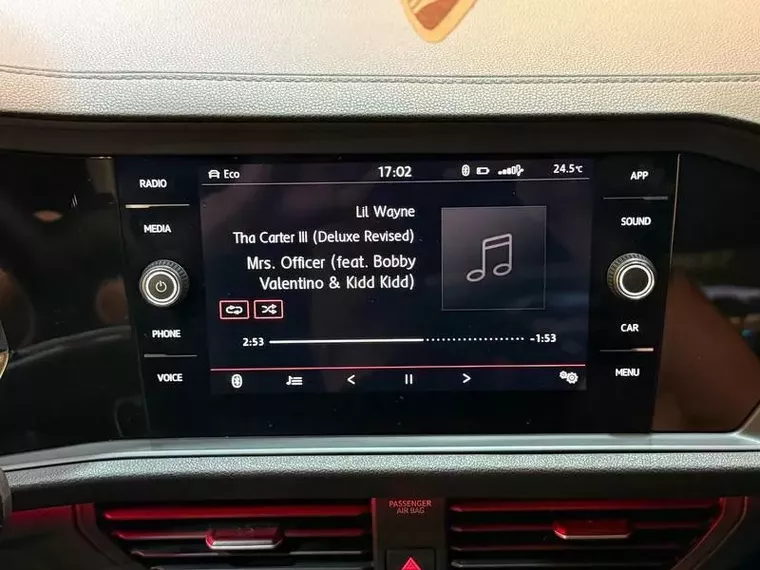 RADIO
MEDIA
PHONE
VOICE
Eco
17:02
24.5°C
Lil Wayne
Tha Carter III (Deluxe Revised)
Mrs. Officer (feat. Bobby
Valentino & Kidd Kidd)
2:53
-1:53
APP
SOUND
CAR
MENU
PASSENGER
AIR BAG